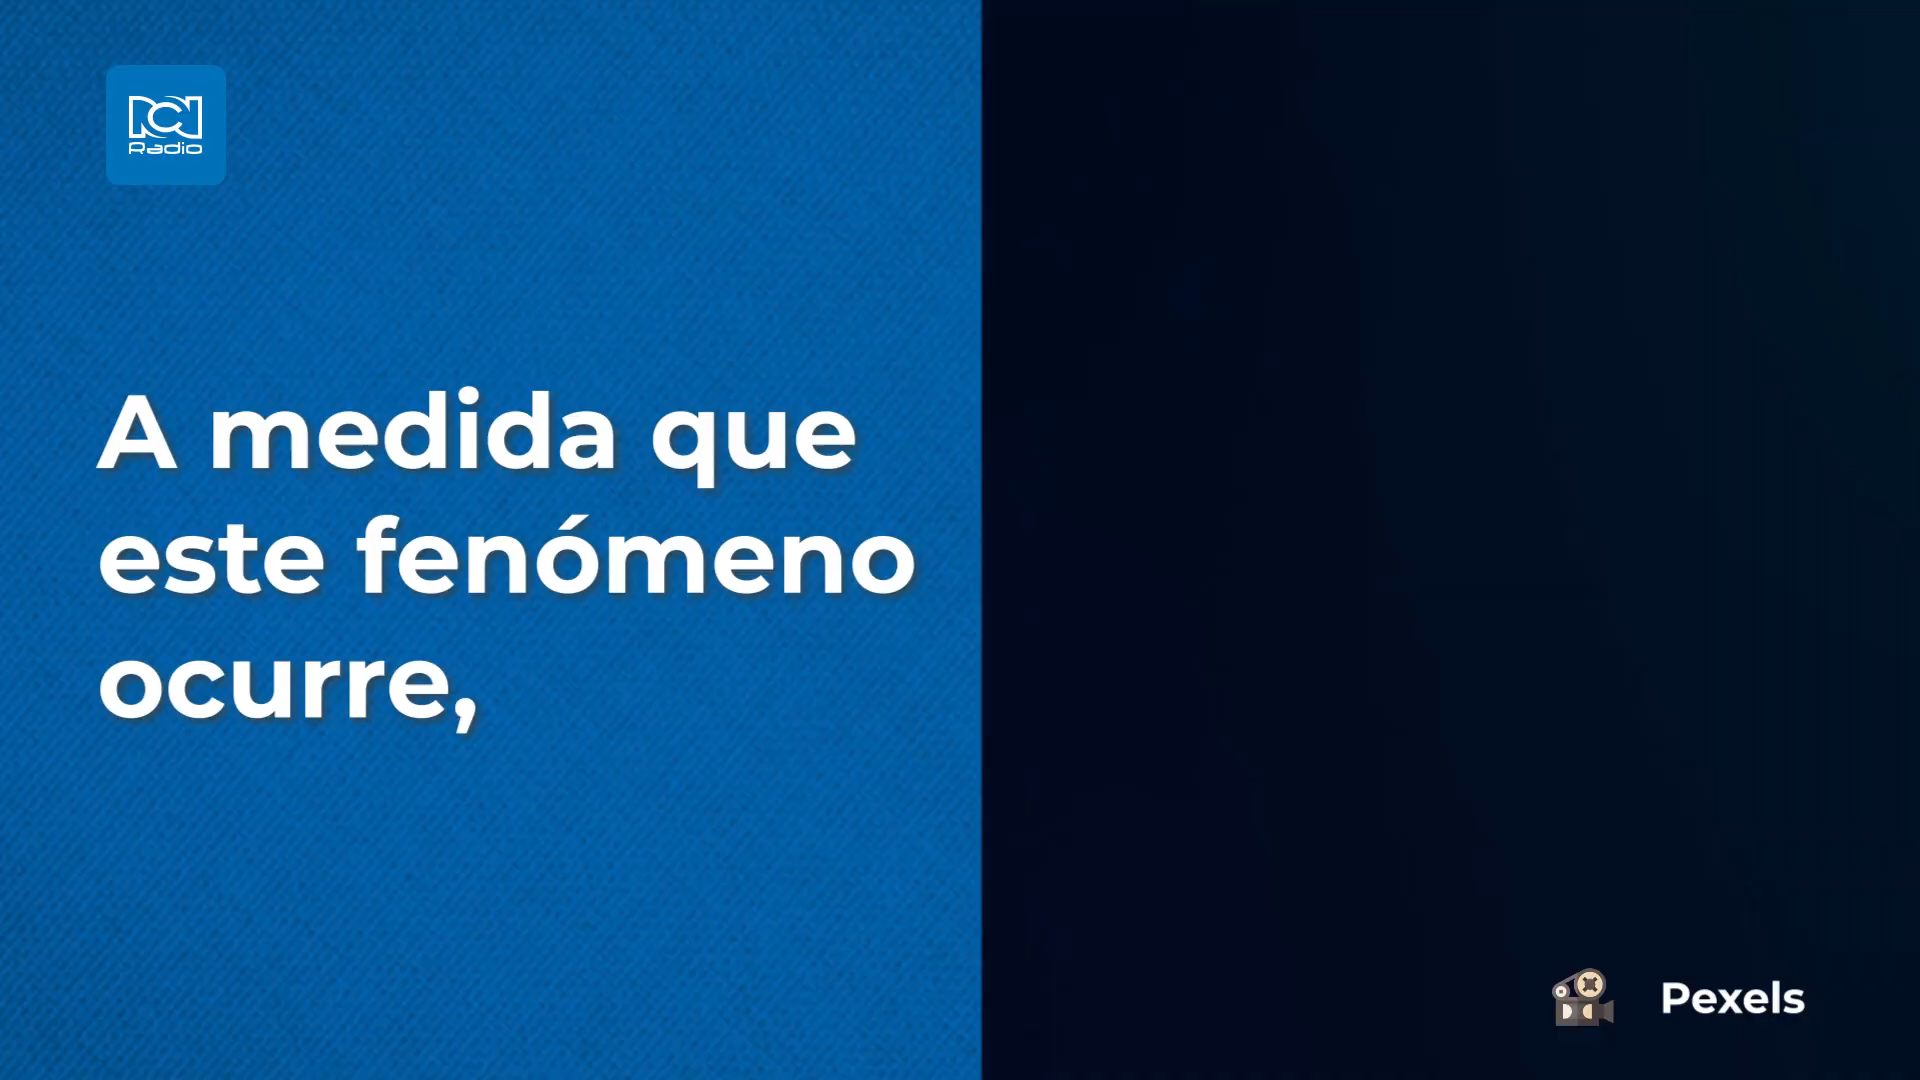 RCN
Radio
A medida que
este fenómeno
ocurre,
Pexels